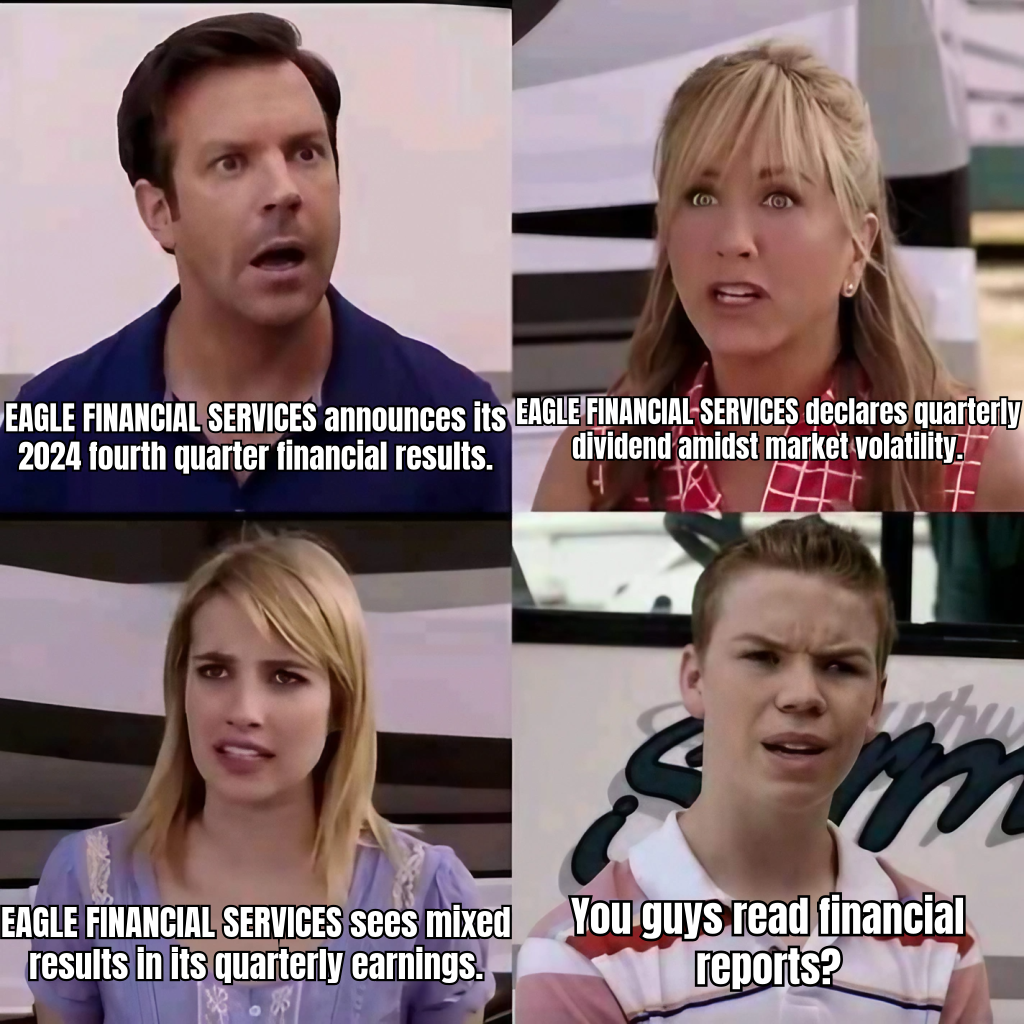 EAGLE FINANCIAL SERVICES announces its
2024 fourth quarter financial results.
EAGLE FINANCIAL SERVICES declares quarterly
dividend amidst market volatility.
EAGLE FINANCIAL SERVICES sees mixed
results in its quarterly earnings.
You guys read financial
reports?